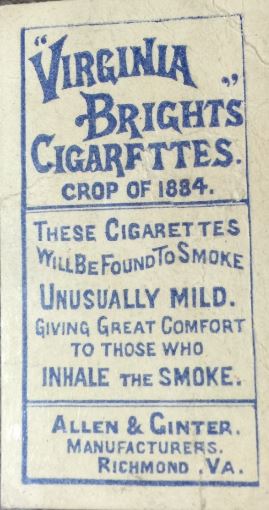 "VIRGINIA
BRIGHTS"
CIGARETTES.
CROP OF 1884.
THESE CIGARETTES
WILL BE FOUND TO SMOKE
UNUSUALLY MILD.
GIVING GREAT COMFORT
TO THOSE WHO
INHALE THE SMOKE.
ALLEN & GINTER.
MANUFACTURERS.
RICHMOND .VA.